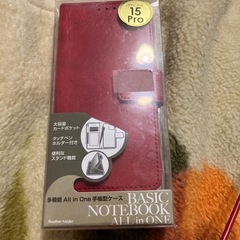 15
Pro
大容量
カードポケット
タッチペン
ホルダー付き
便利な
スタンド機能
多機能 All in One 手帳型ケース
BASIC
NOTEBOOK
ALL in ONE